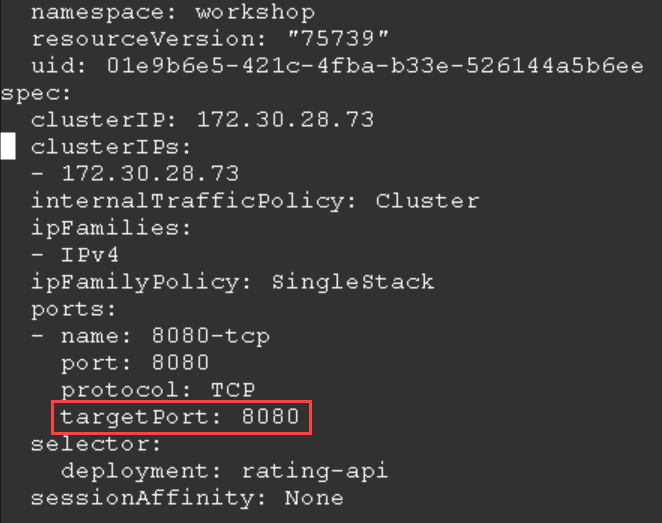 namespace: workshop
resourceVersion: "75739"
uid: 01e9b6e5-421c-4fba-b33e-526144a5b6ee
spec:
clusterIP: 172.30.28.73
clusterIPs:
- 172.30.28.73
internalTrafficPolicy: Cluster
ipFamilies:
- IPv4
ipFamilyPolicy: SingleStack
ports:
- name: 8080-tcp
port: 8080
protocol: TCP
targetPort: 8080
selector:
deployment: rating-api
sessionAffinity: None